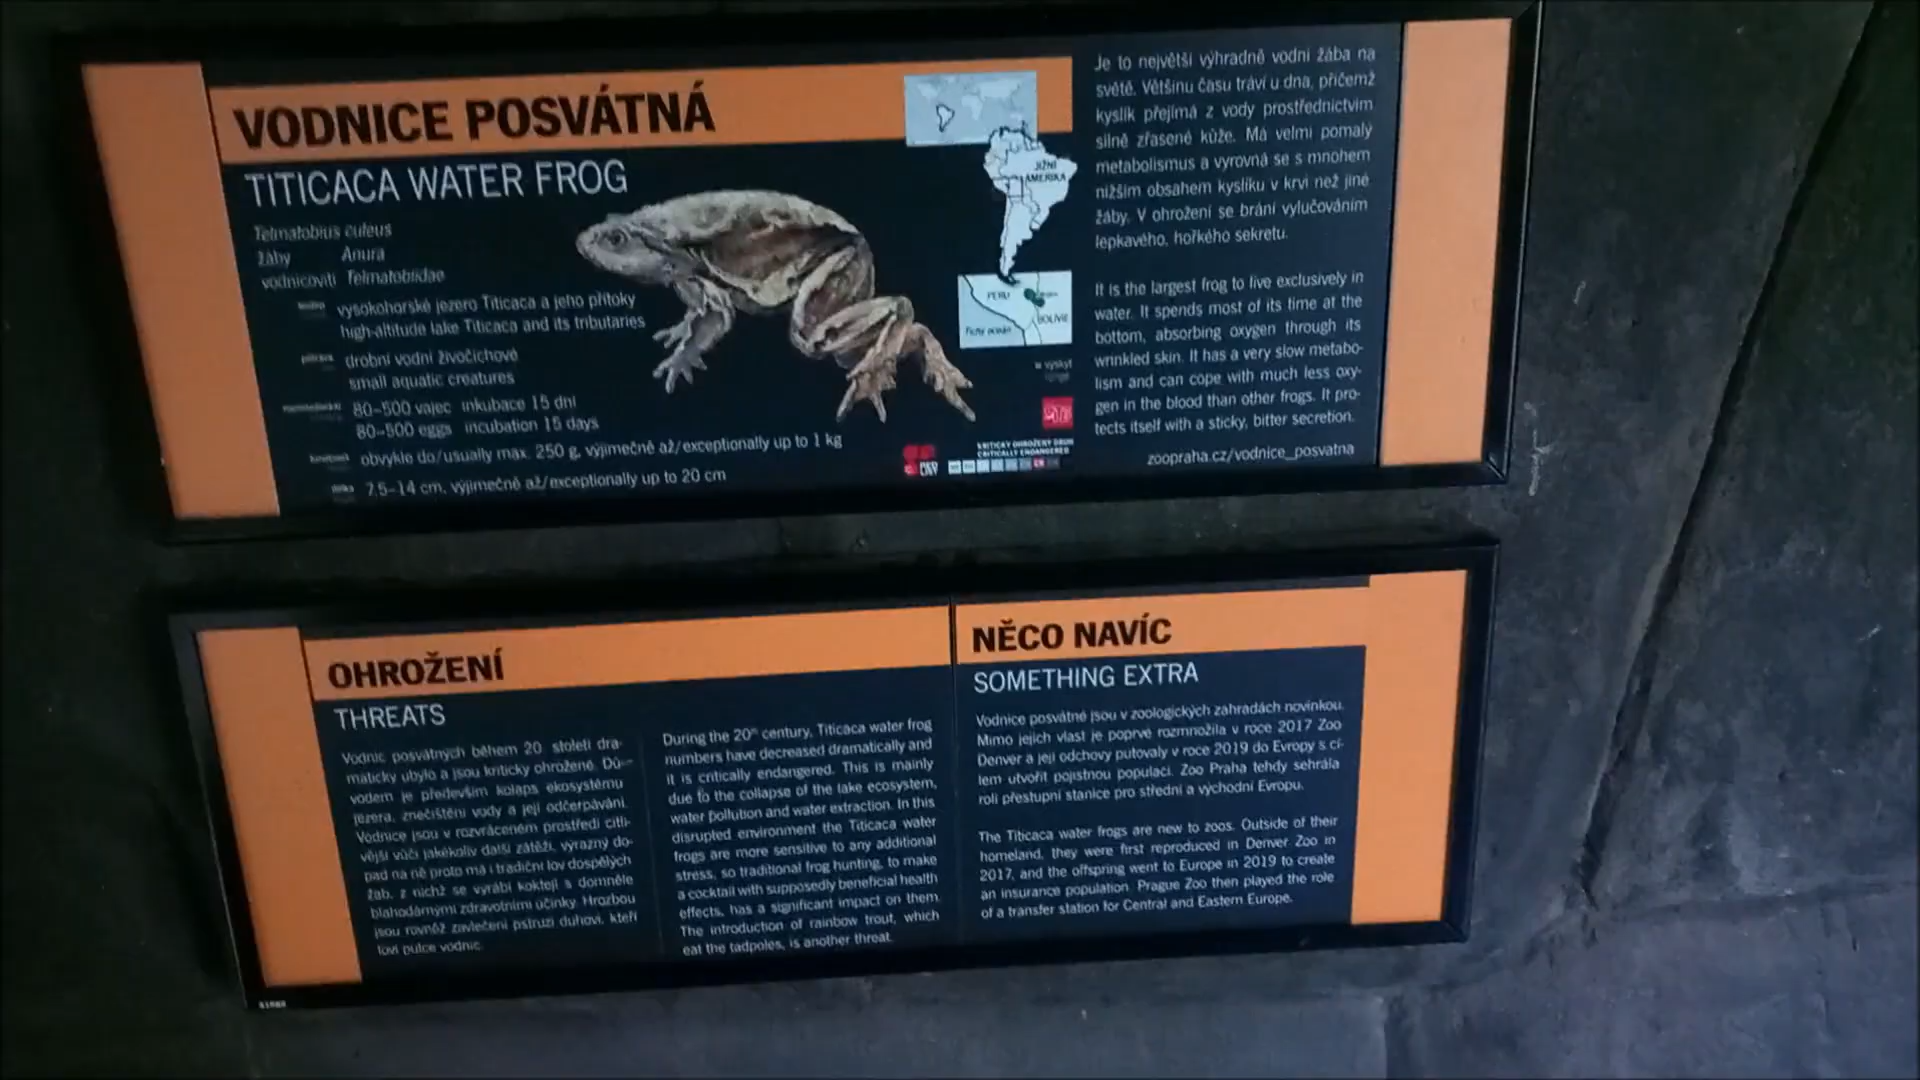 VODNICE POSVÁTNÁ
TITICACA WATER FROG
Telmatobius culeus
žáby Anura
vodnicovití Telmatobiidae
vysokohorské jezero Titicaca a jeho přítoky
high-altitude lake Titicaca and its tributaries
drobní vodní živočichové
small aquatic creatures
80–500 vajec inkubace 15 dní
80–500 eggs incubation 15 days
obvykle do/usually max. 250 g, výjimečně až/exceptionally up to 1 kg
7,5–14 cm, výjimečně až/exceptionally up to 20 cm
JIŽNÍ
AMERIKA
PERU
BOLÍVIE
Tichý oceán
výskyt
KRITICKY OHROŽENÝ DRUH
CRITICALLY ENDANGERED
Je to největší výhradně vodní žába na
světě. Většinu času tráví u dna, přičemž
kyslík přejímá z vody prostřednictvím
silně zřasené kůže. Má velmi pomalý
metabolismus a vyrovná se s mnohem
nižším obsahem kyslíku v krvi než jiné
žáby. V ohrožení se brání vylučováním
lepkavého, hořkého sekretu.
It is the largest frog to live exclusively in
water. It spends most of its time at the
bottom, absorbing oxygen through its
wrinkled skin. It has a very slow metabo-
lism and can cope with much less oxy-
gen in the blood than other frogs. It pro-
tects itself with a sticky, bitter secretion.
zoopraha.cz/vodnice_posvatna
OHROŽENÍ
THREATS
Vodnic posvátných během 20. století dra-
maticky ubylo a jsou kriticky ohrožené. Dů-
vodem je především kolaps ekosystému
jezera, znečištění vody a její odčerpávání.
Vodnice jsou v rozvráceném prostředí citli-
vější vůči jakékoliv další zátěži, výrazný do-
pad na ně proto má i tradiční lov dospělých
žab, z nichž se vyrábí koktejl s domněle
blahodárnými zdravotními účinky. Hrozbou
jsou rovněž zavlečení pstruzi duhoví, kteří
loví pulce vodnic.
During the 20th century, Titicaca water frog
numbers have decreased dramatically and
it is critically endangered. This is mainly
due to the collapse of the lake ecosystem,
water pollution and water extraction. In this
disrupted environment the Titicaca water
frogs are more sensitive to any additional
stress, so traditional frog hunting, to make
a cocktail with supposedly beneficial health
effects, has a significant impact on them.
The introduction of rainbow trout, which
eat the tadpoles, is another threat.
NĚCO NAVÍC
SOMETHING EXTRA
Vodnice posvátné jsou v zoologických zahradách novinkou.
Mimo jejich vlast je poprvé rozmnožila v roce 2017 Zoo
Denver a její odchovy putovaly v roce 2019 do Evropy s cí-
lem utvořit pojistnou populaci. Zoo Praha tehdy sehrála
roli přestupní stanice pro střední a východní Evropu.
The Titicaca water frogs are new to zoos. Outside of their
homeland, they were first reproduced in Denver Zoo in
2017, and the offspring went to Europe in 2019 to create
an insurance population. Prague Zoo then played the role
of a transfer station for Central and Eastern Europe.